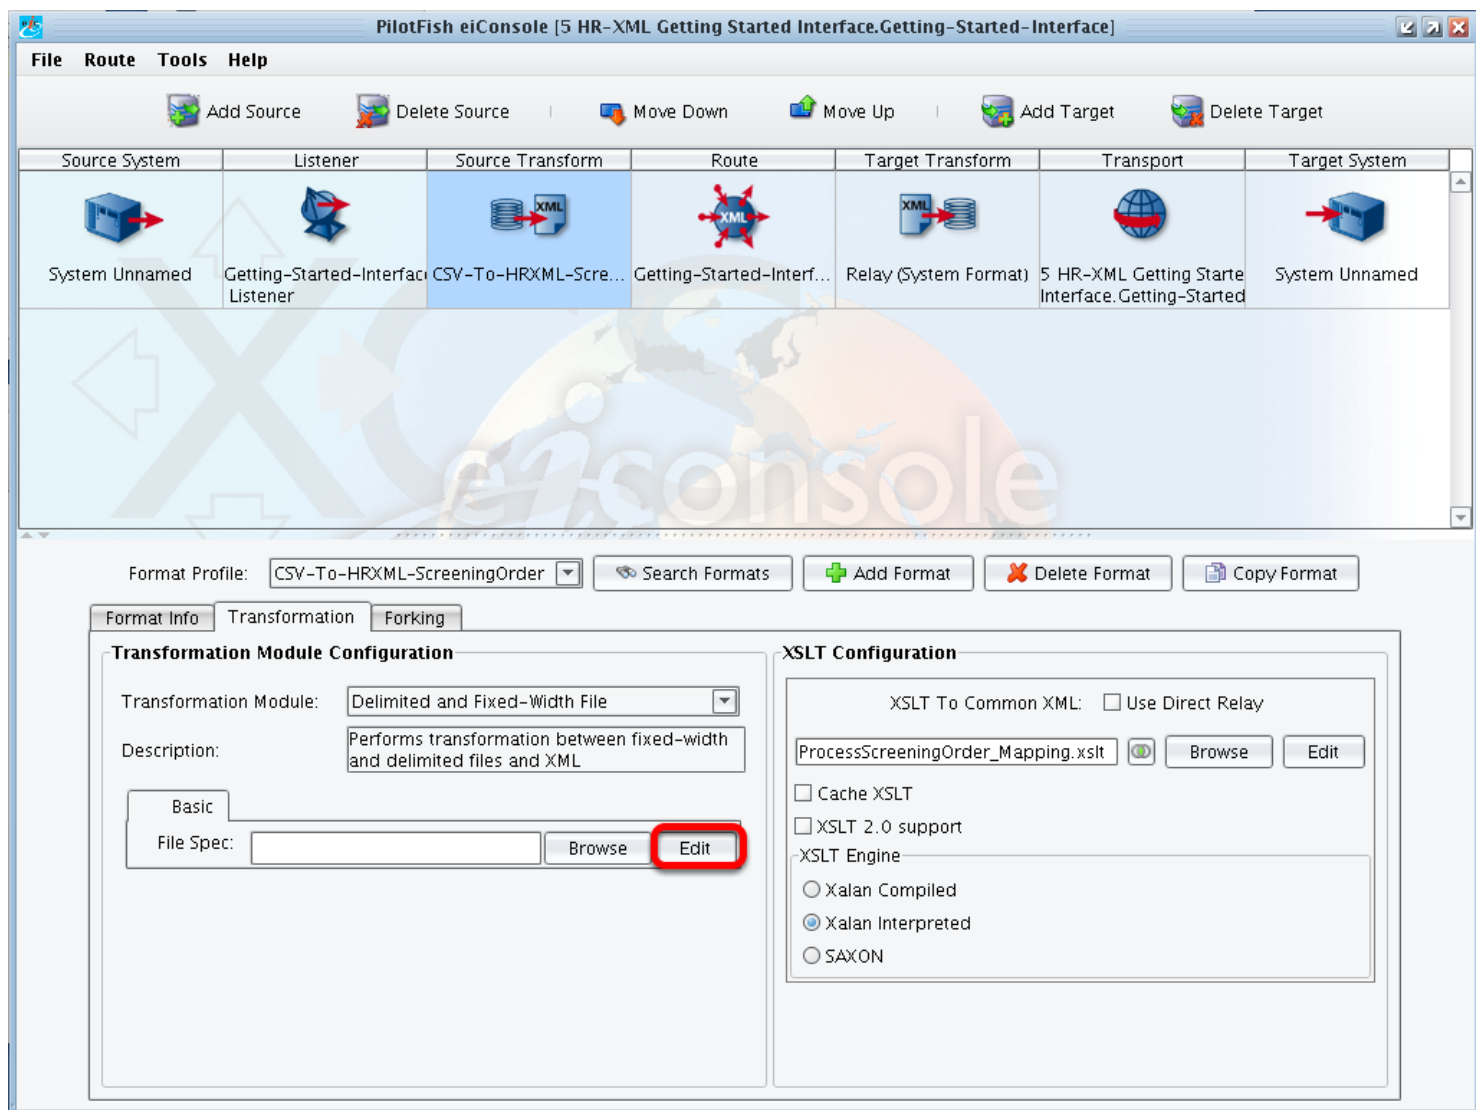 PilotFish eiConsole [5 HR-XML Getting Started Interface.Getting-Started-Interface]
File Route Tools Help
Add Source Delete Source Move Down Move Up Add Target Delete Target
Source System Listener Source Transform Route Target Transform Transport Target System
XML XML XML
System Unnamed Getting-Started-Interfac CSV-To-HRXML-Scre... Getting-Started-Interf... Relay (System Format) 5 HR-XML Getting Starte System Unnamed
Listener Interface.Getting-Started
eiconsole
Format Profile: CSV-To-HRXML-ScreeningOrder Search Formats Add Format Delete Format Copy Format
Format Info Transformation Forking
Transformation Module Configuration XSLT Configuration
Transformation Module: Delimited and Fixed-Width File XSLT To Common XML: Use Direct Relay
Description: Performs transformation between fixed-width
and delimited files and XML
ProcessScreeningOrder_Mapping.xslt Browse Edit
Basic Cache XSLT
File Spec: Browse Edit XSLT 2.0 support
XSLT Engine
Xalan Compiled
Xalan Interpreted
SAXON